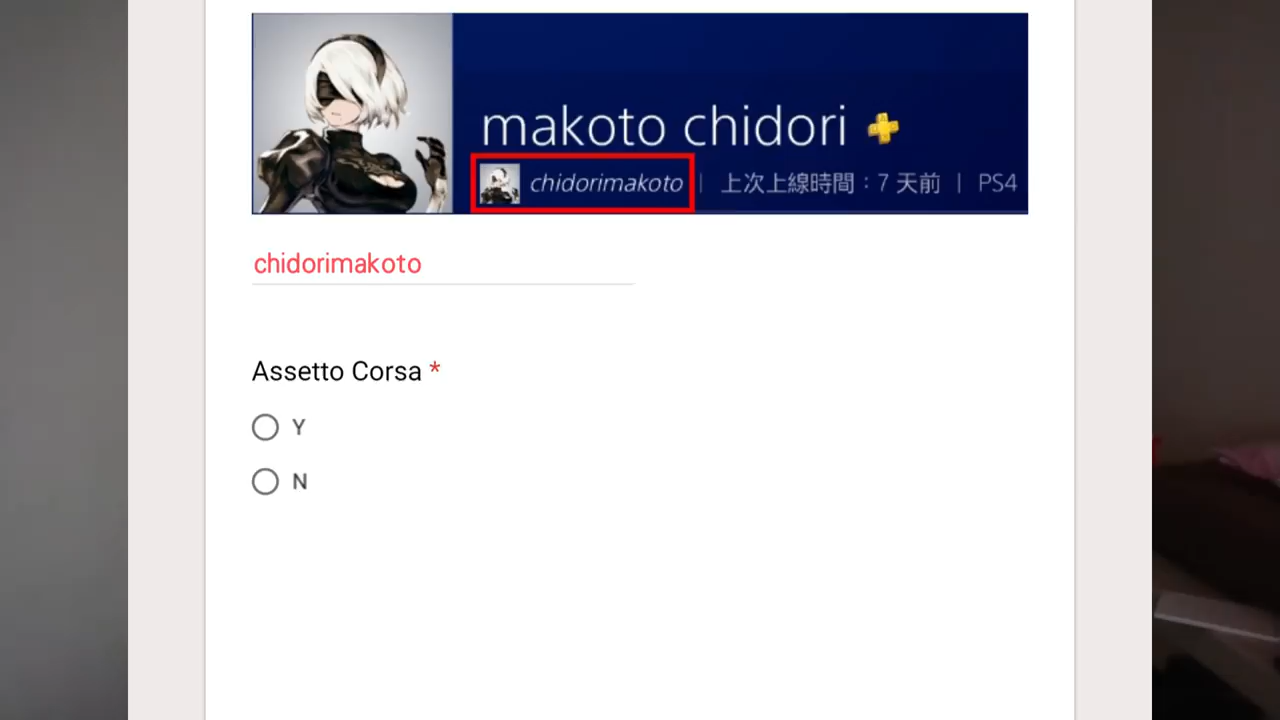 makoto chidori
chidorimakoto | 上次上線時間：7 天前 | PS4
chidorimakoto
Assetto Corsa *
Y
N